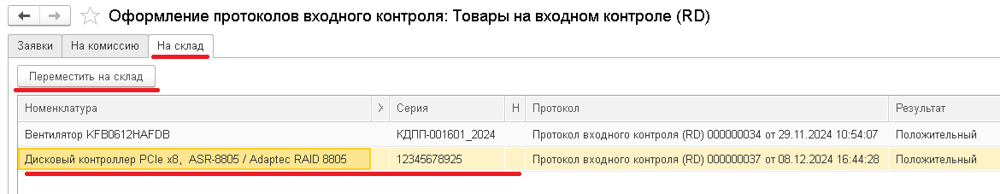 Оформление протоколов входного контроля: Товары на входном контроле (RD)
Заявки На комиссию На склад
Переместить на склад
Номенклатура Х Серия Н Протокол Результат
Вентилятор KFB0612HAFDB КДПП-001601_2024 Протокол входного контроля (RD) 000000034 от 29.11.2024 10:54:07 Положительный
Дисковый контроллер PCIe x8, ASR-8805 / Adaptec RAID 8805 12345678925 Протокол входного контроля (RD) 000000037 от 08.12.2024 16:44:28 Положительный